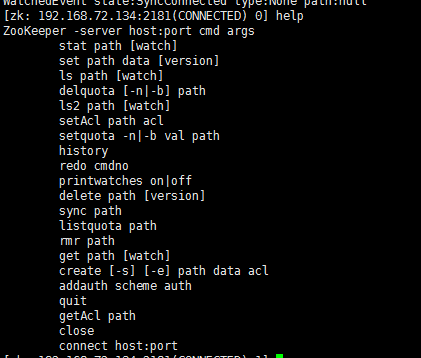 WatchedEvent state:SyncConnected type:None path:null
[zk: 192.168.72.134:2181(CONNECTED) 0] help
ZooKeeper -server host:port cmd args
stat path [watch]
set path data [version]
ls path [watch]
delquota [-n|-b] path
ls2 path [watch]
setAcl path acl
setquota -n|-b val path
history
redo cmdno
printwatches on|off
delete path [version]
sync path
listquota path
rmr path
get path [watch]
create [-s] [-e] path data acl
addauth scheme auth
quit
getAcl path
close
connect host:port
[zk: 192.168.72.134:2181(CONNECTED) 1]